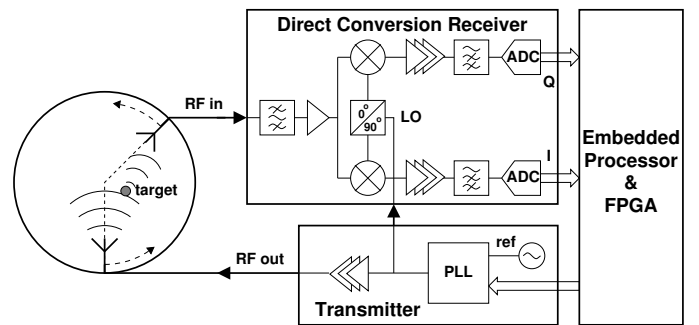 Direct Conversion Receiver
ADC
Q
RF in
0°
90°
LO
Embedded
Processor
&
FPGA
I
ADC
target
RF out
ref
PLL
Transmitter